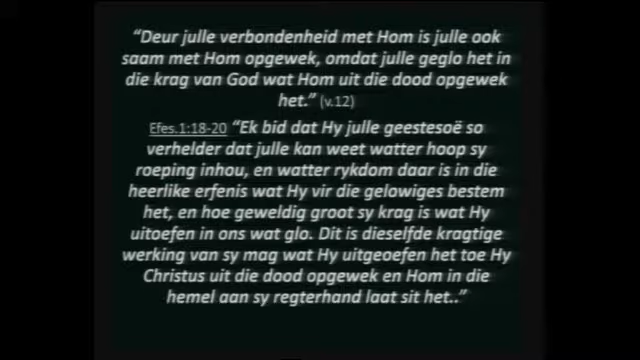 “Deur julle verbondenheid met Hom is julle ook
saam met Hom opgewek, omdat julle geglo het in
die krag van God wat Hom uit die dood opgewek
het.” (v.12)
Efes.1:18-20 “Ek bid dat Hy julle geestesoë so
verhelder dat julle kan weet watter hoop sy
roeping inhou, en watter rykdom daar is in die
heerlike erfenis wat Hy vir die gelowiges bestem
het, en hoe geweldig groot sy krag is wat Hy
uitoefen in ons wat glo. Dit is dieselfde kragtige
werking van sy mag wat Hy uitgeoefen het toe Hy
Christus uit die dood opgewek en Hom in die
hemel aan sy regterhand laat sit het..”